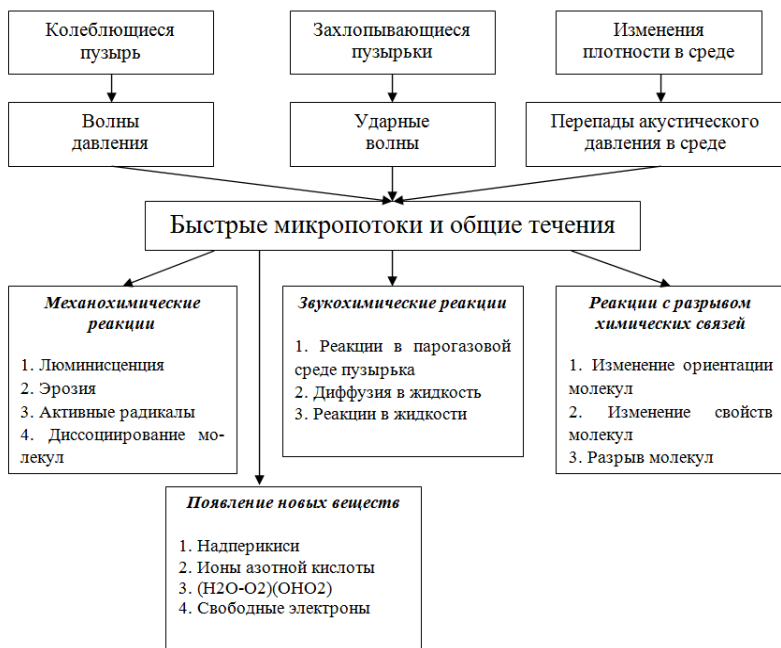 Колеблющиеся
пузырь
Захлопывающиеся
пузырьки
Изменения
плотности в среде
Волны
давления
Ударные
волны
Перепады акустического
давления в среде
Быстрые микропотоки и общие течения
Механохимические
реакции
1. Люминисценция
2. Эрозия
3. Активные радикалы
4. Диссоциирование мо-
лекул
Звукохимические реакции
1. Реакции в парогазовой
среде пузырька
2. Диффузия в жидкость
3. Реакции в жидкости
Реакции с разрывом
химических связей
1. Изменение ориентации
молекул
2. Изменение свойств
молекул
3. Разрыв молекул
Появление новых веществ
1. Надперикиси
2. Ионы азотной кислоты
3. (H2O-O2)(OHO2)
4. Свободные электроны